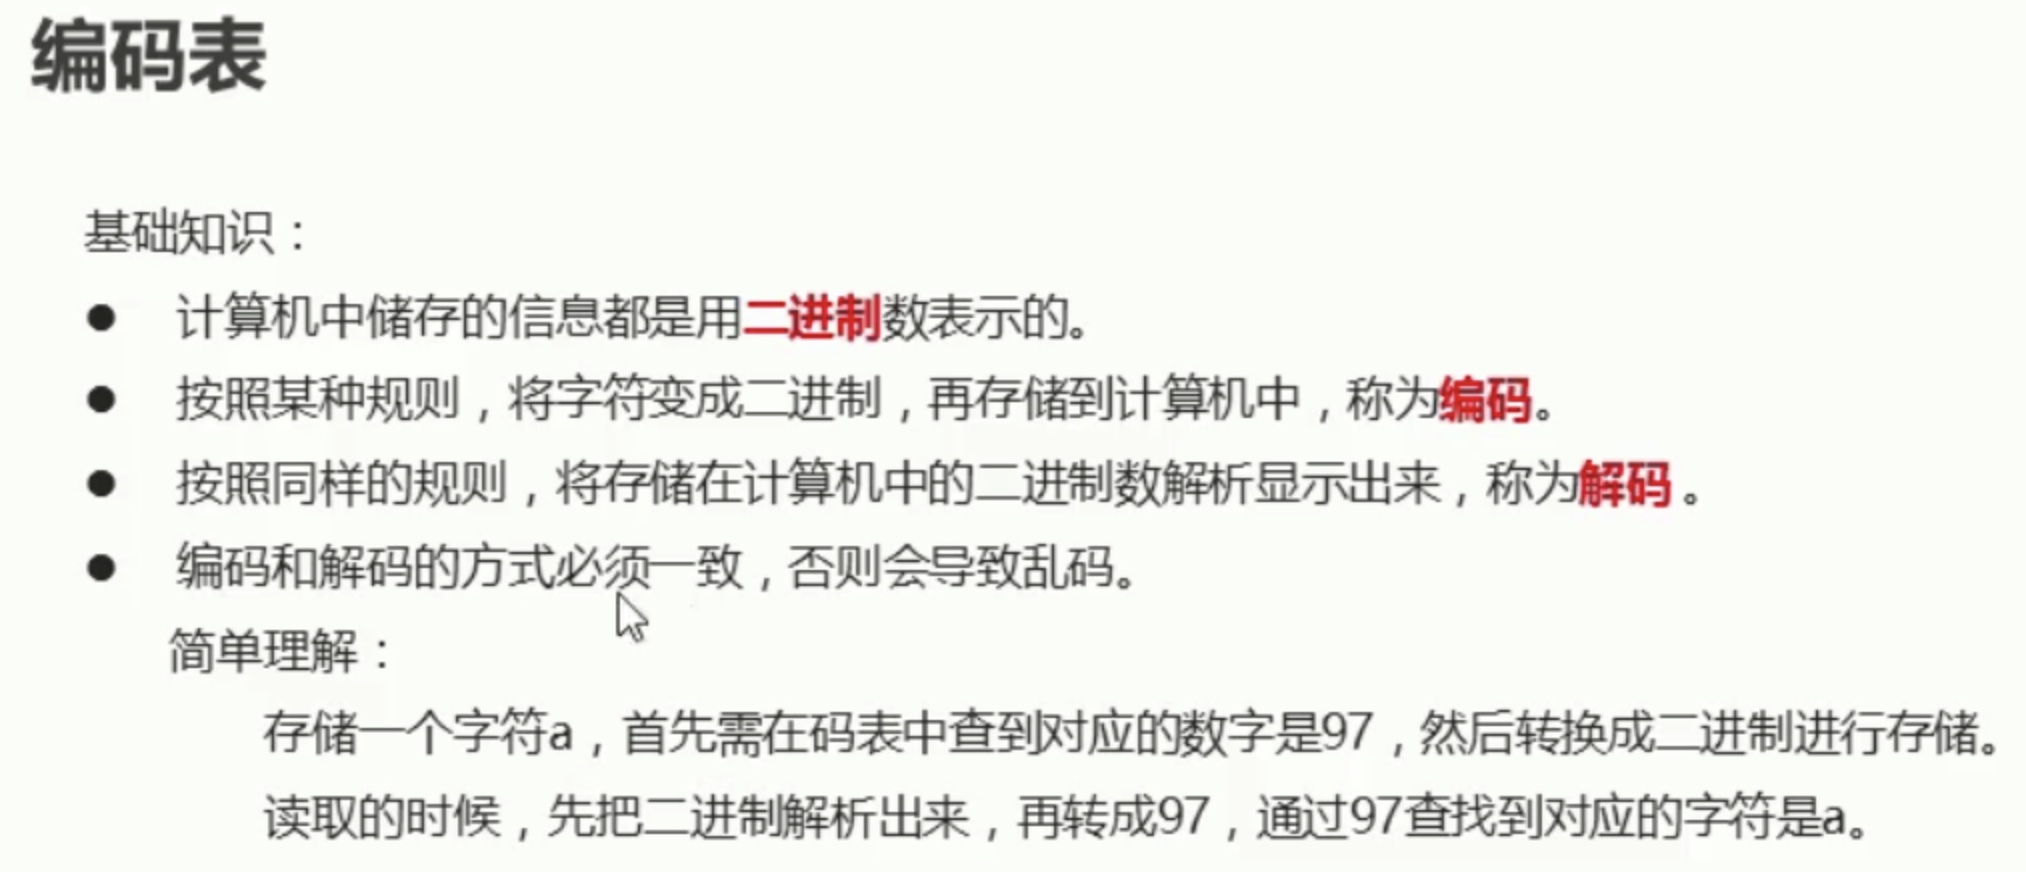 编码表
基础知识：
● 计算机中储存的信息都是用二进制数表示的。
● 按照某种规则，将字符变成二进制，再存储到计算机中，称为编码。
● 按照同样的规则，将存储在计算机中的二进制数解析显示出来，称为解码 。
● 编码和解码的方式必须一致，否则会导致乱码。
简单理解：
存储一个字符a，首先需在码表中查到对应的数字是97，然后转换成二进制进行存储。
读取的时候，先把二进制解析出来，再转成97，通过97查找到对应的字符是a。